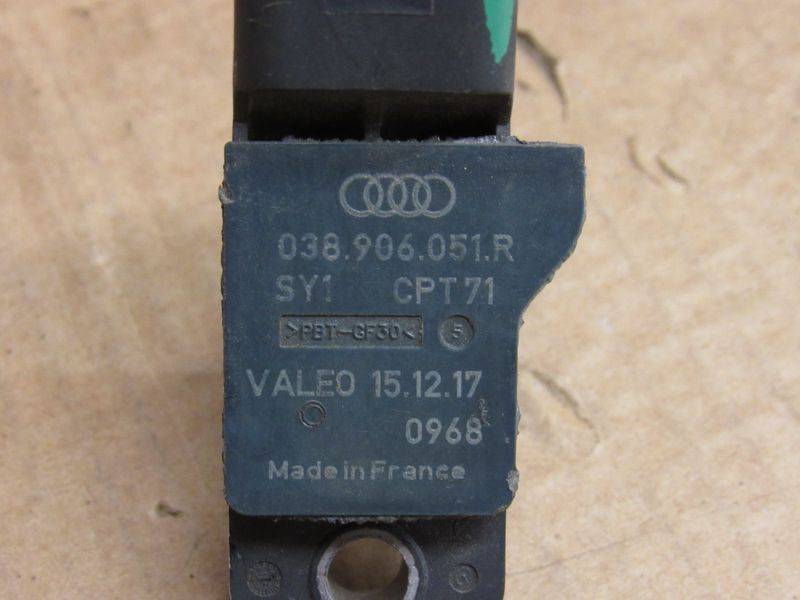 038.906.051.R
SY1 CPT71
>PBT-GF30< 5
VALEO 15.12.17
0968
Made in France